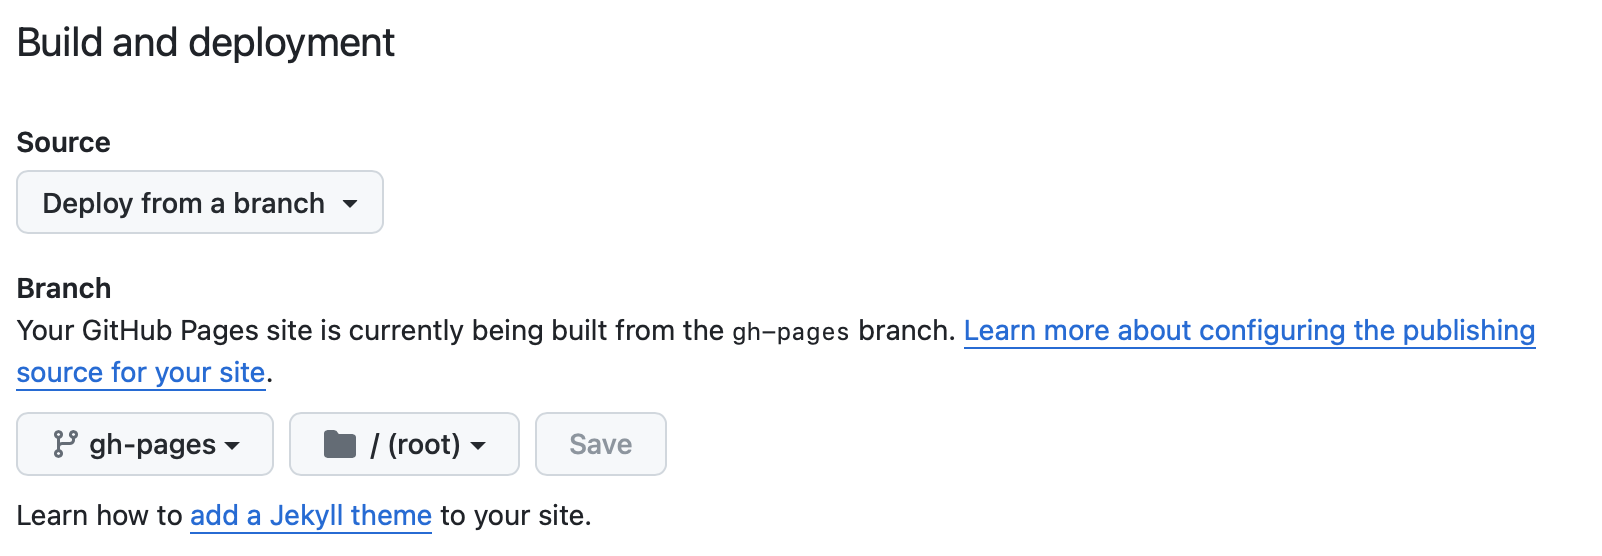 Build and deployment
Source
Deploy from a branch
Branch
Your GitHub Pages site is currently being built from the gh-pages branch. Learn more about configuring the publishing
source for your site.
gh-pages / (root) Save
Learn how to add a Jekyll theme to your site.